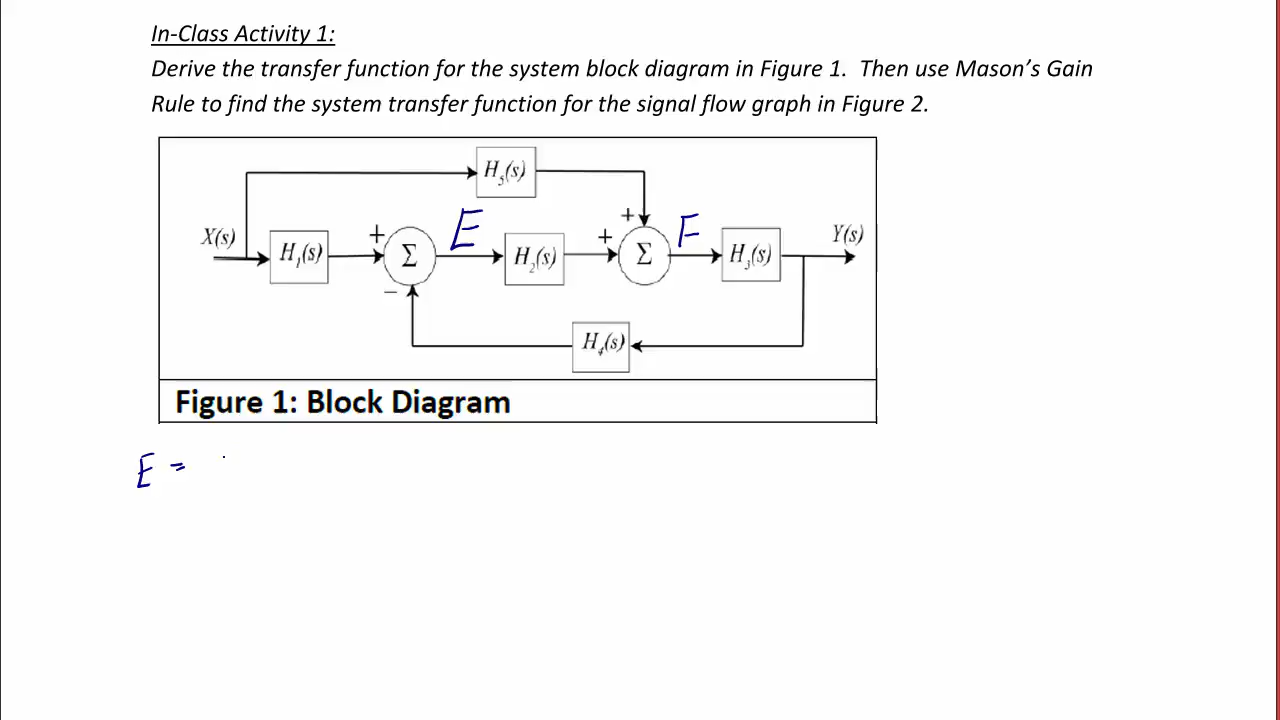 In-Class Activity 1:
Derive the transfer function for the system block diagram in Figure 1.  Then use Mason's Gain
Rule to find the system transfer function for the signal flow graph in Figure 2.
H5(s)
X(s) H1(s) + Σ E H2(s) + + Σ F H3(s) Y(s)
−
H4(s)
Figure 1: Block Diagram
E =